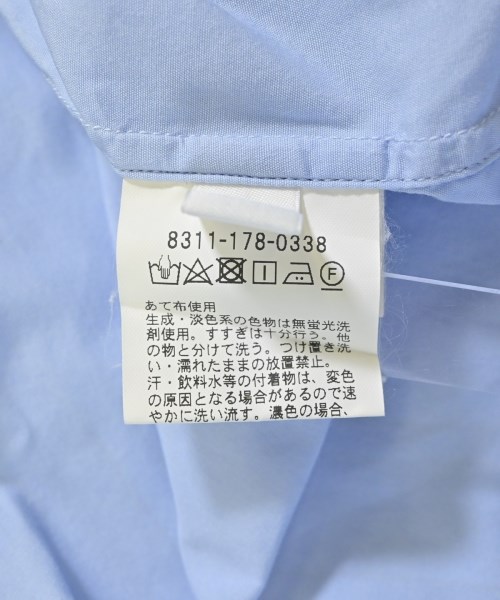 8311-178-0338
あて布使用
生成・淡色系の色物は無蛍光洗
剤使用。すすぎは十分行う。他
の物と分けて洗う。つけ置き洗
い・濡れたままの放置禁止。
汗・飲料水等の付着物は、変色
の原因となる場合があるので速
やかに洗い流す。濃色の場合、